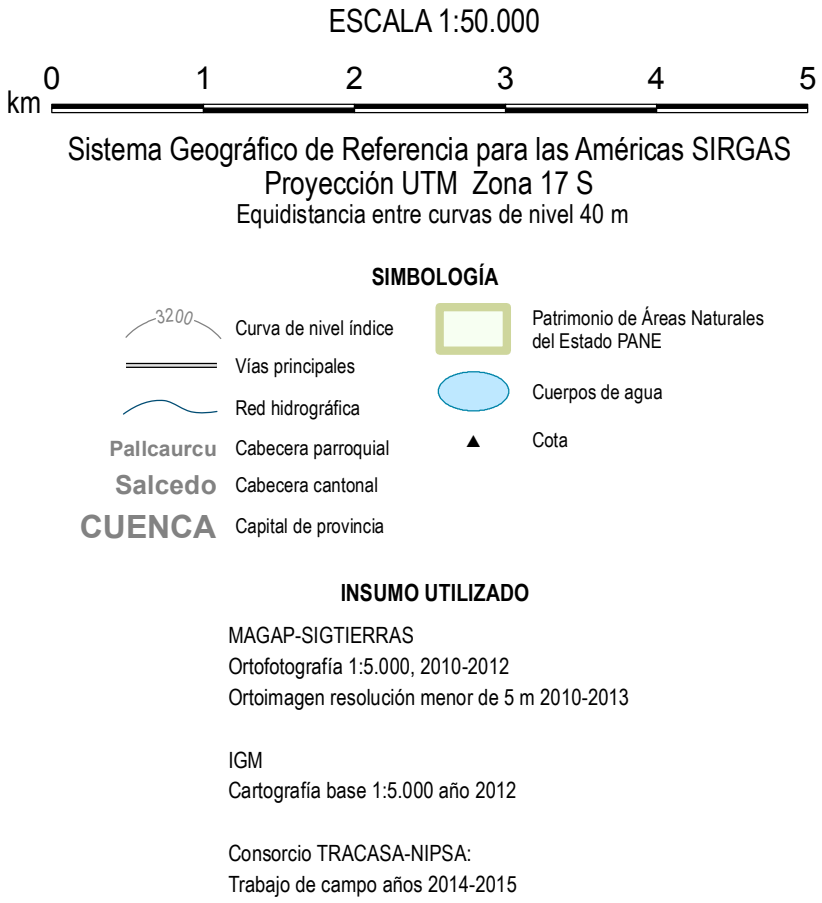 ESCALA 1:50.000
0 1 2 3 4 5
km
Sistema Geográfico de Referencia para las Américas SIRGAS
Proyección UTM Zona 17 S
Equidistancia entre curvas de nivel 40 m
SIMBOLOGÍA
3200 Curva de nivel índice
Vías principales
Red hidrográfica
Pallcaurcu Cabecera parroquial
Salcedo Cabecera cantonal
CUENCA Capital de provincia
Patrimonio de Áreas Naturales
del Estado PANE
Cuerpos de agua
Cota
INSUMO UTILIZADO
MAGAP-SIGTIERRAS
Ortofotografía 1:5.000, 2010-2012
Ortoimagen resolución menor de 5 m 2010-2013
IGM
Cartografía base 1:5.000 año 2012
Consorcio TRACASA-NIPSA:
Trabajo de campo años 2014-2015